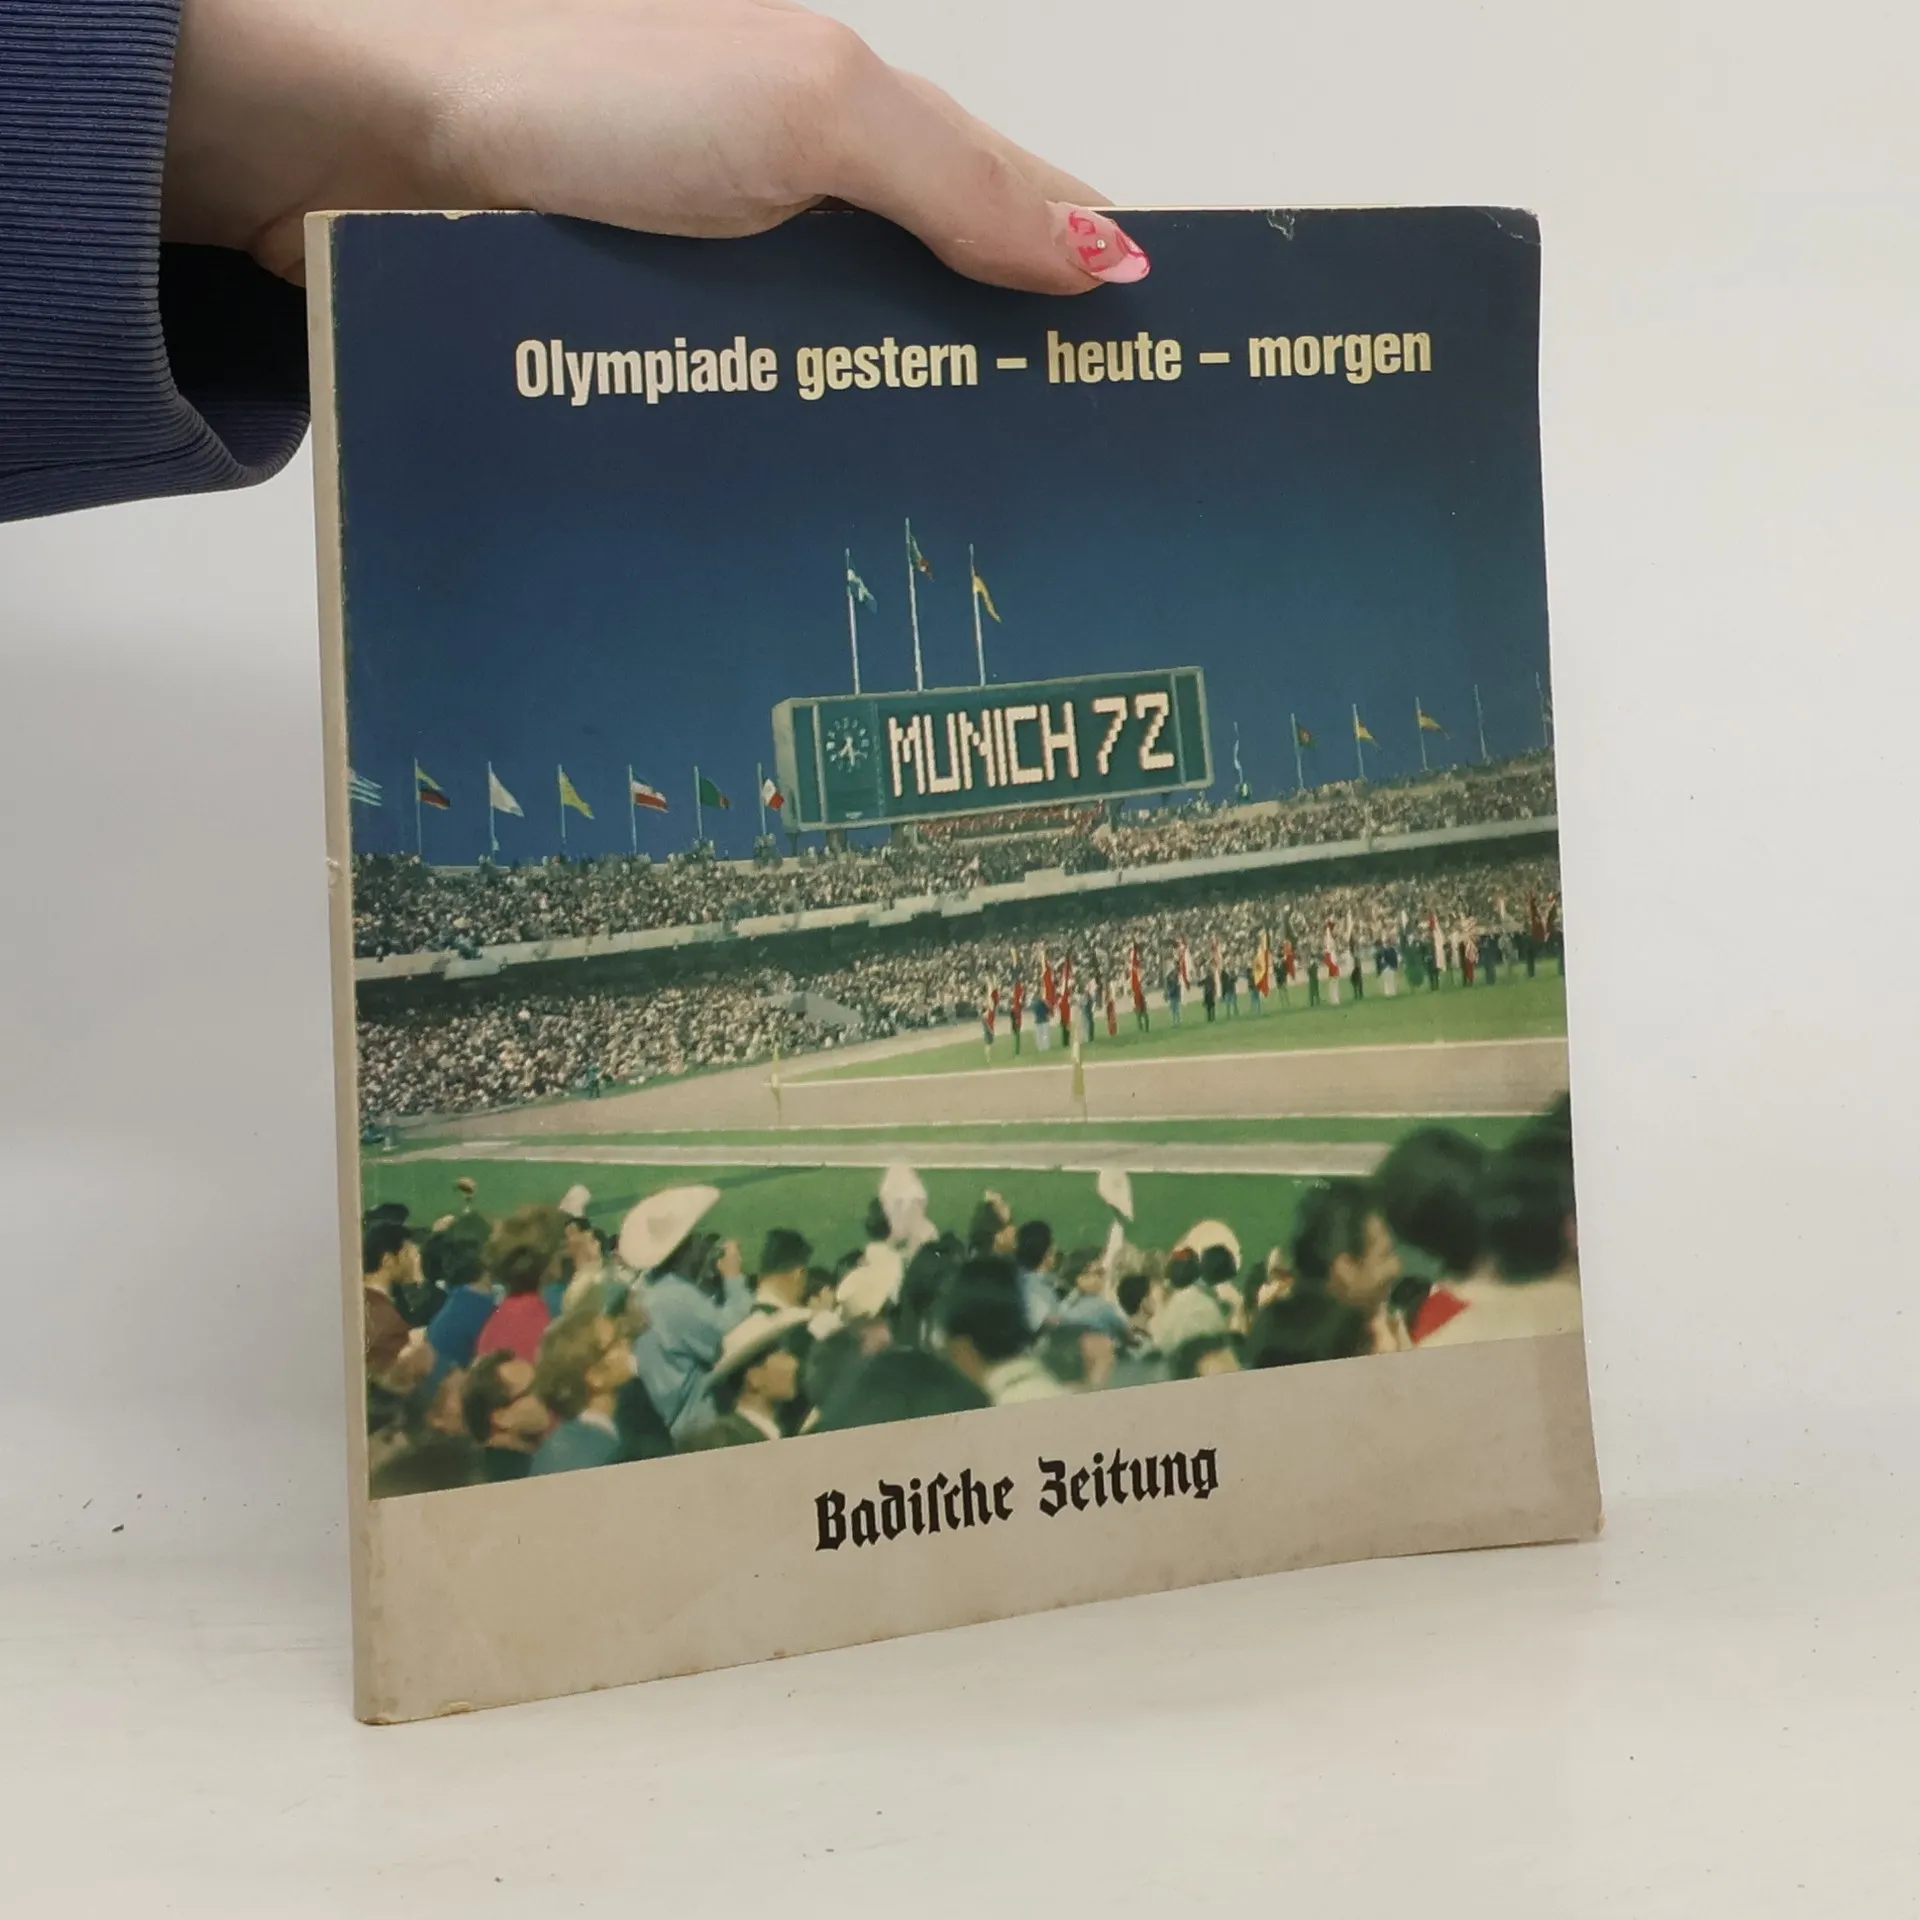 Olympiade gestern – heute – morgen
MUNICH 72
Badiſche Zeitung